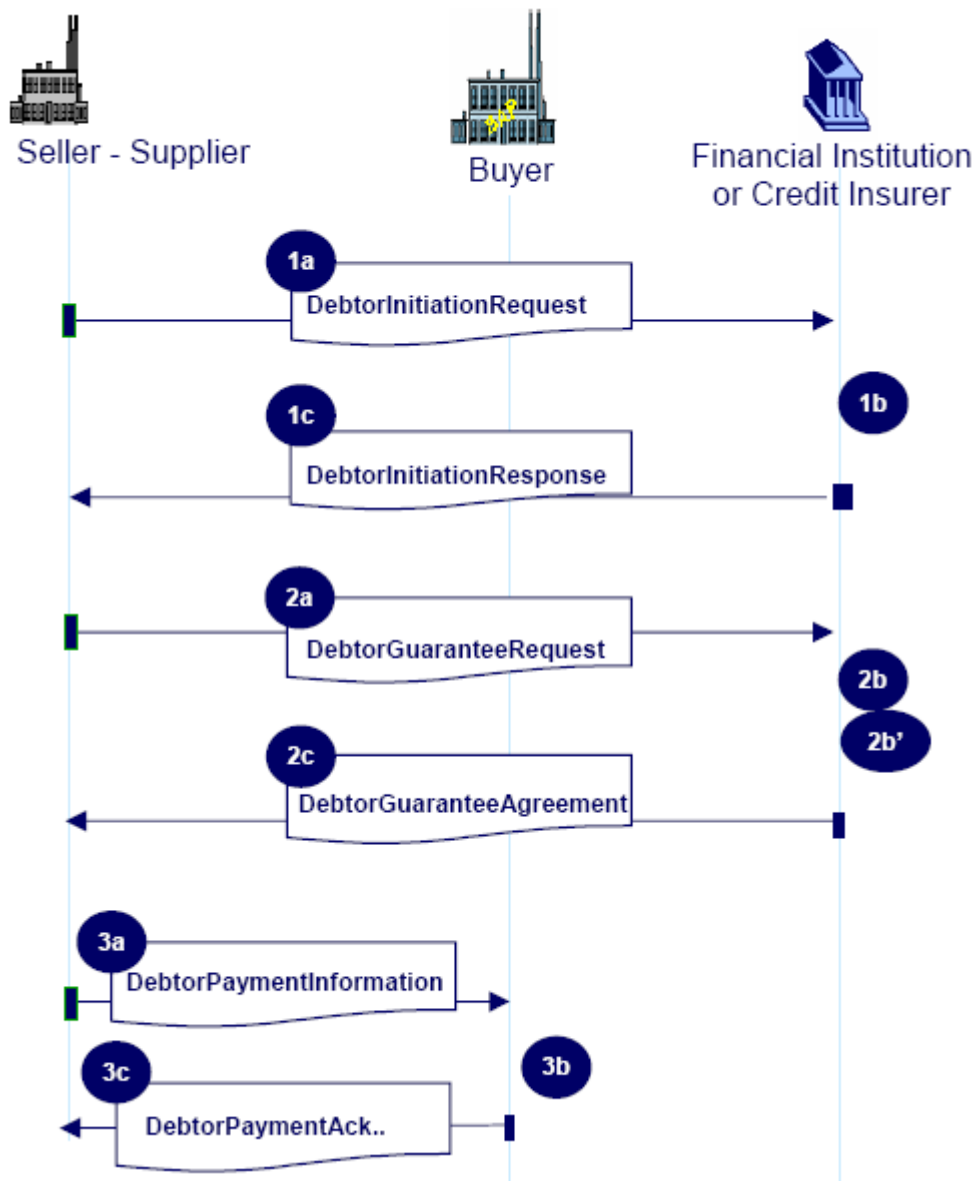 Seller - Supplier
Buyer
Financial Institution
or Credit Insurer
1a
DebtorInitiationRequest
1b
1c
DebtorInitiationResponse
2a
DebtorGuaranteeRequest
2b
2b’
2c
DebtorGuaranteeAgreement
3a
DebtorPaymentInformation
3b
3c
DebtorPaymentAck..